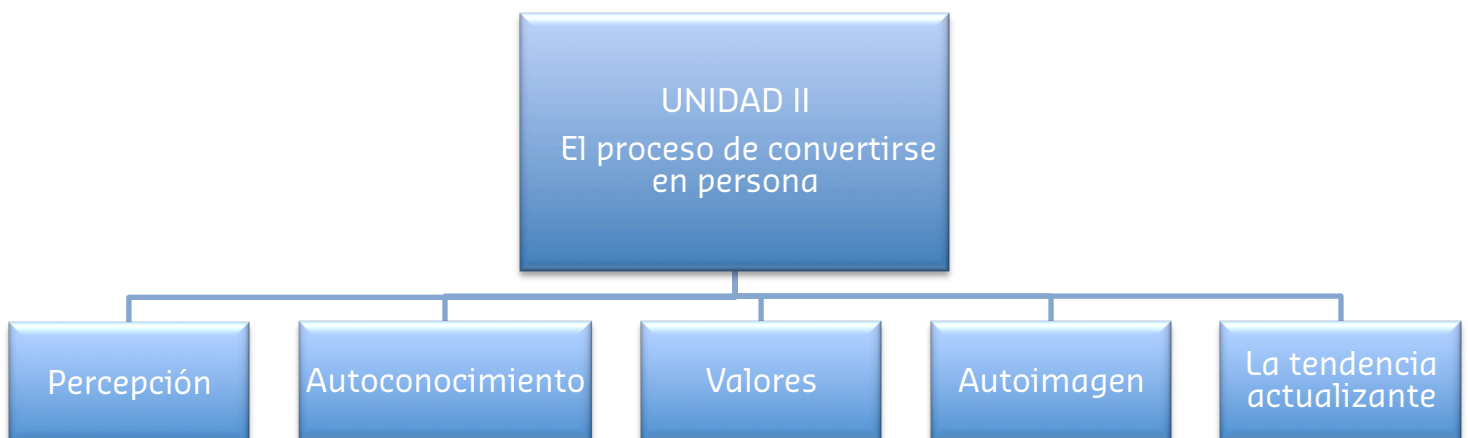 UNIDAD II
El proceso de convertirse
en persona
Percepción
Autoconocimiento
Valores
Autoimagen
La tendencia
actualizante